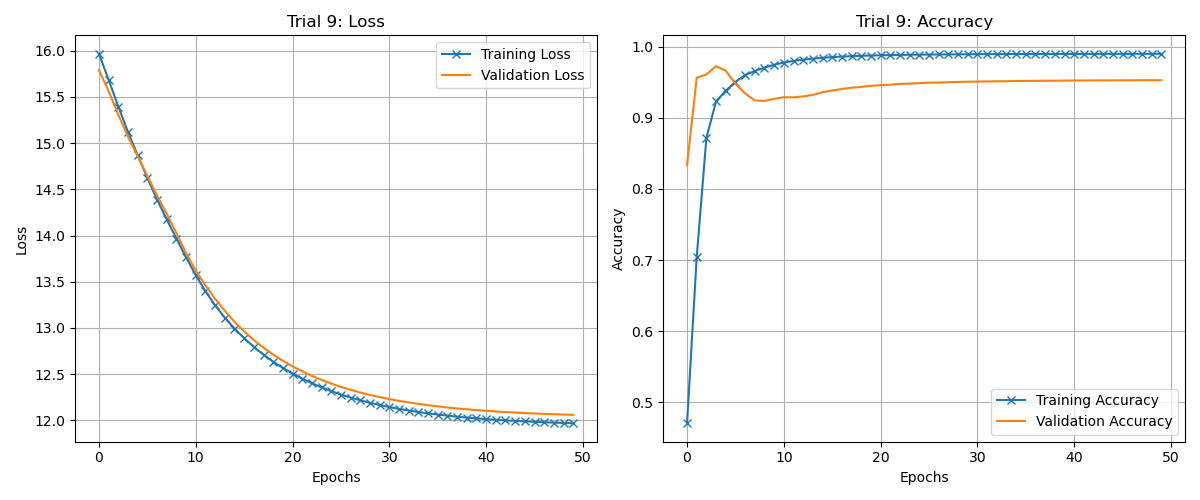 Trial 9: Loss
Loss
16.0
15.5
15.0
14.5
14.0
13.5
13.0
12.5
12.0
0
10
20
30
40
50
Epochs
Training Loss
Validation Loss
Trial 9: Accuracy
Accuracy
1.0
0.9
0.8
0.7
0.6
0.5
0
10
20
30
40
50
Epochs
Training Accuracy
Validation Accuracy